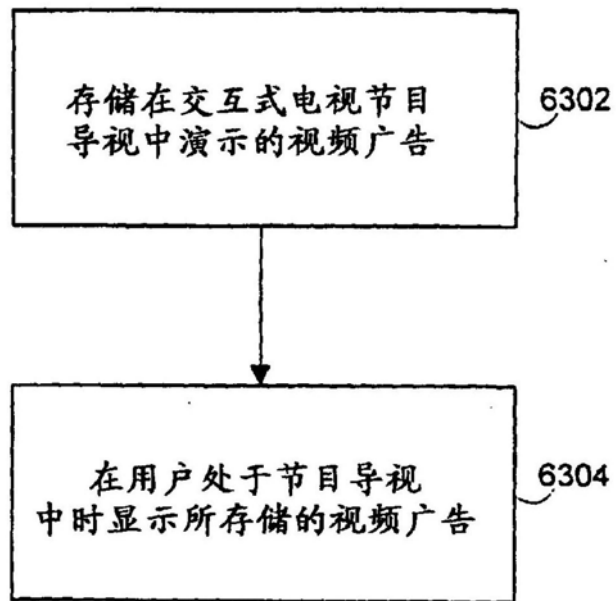 存储在交互式电视节目
导视中演示的视频广告
6302
在用户处于节目导视
中时显示所存储的视频广告
6304